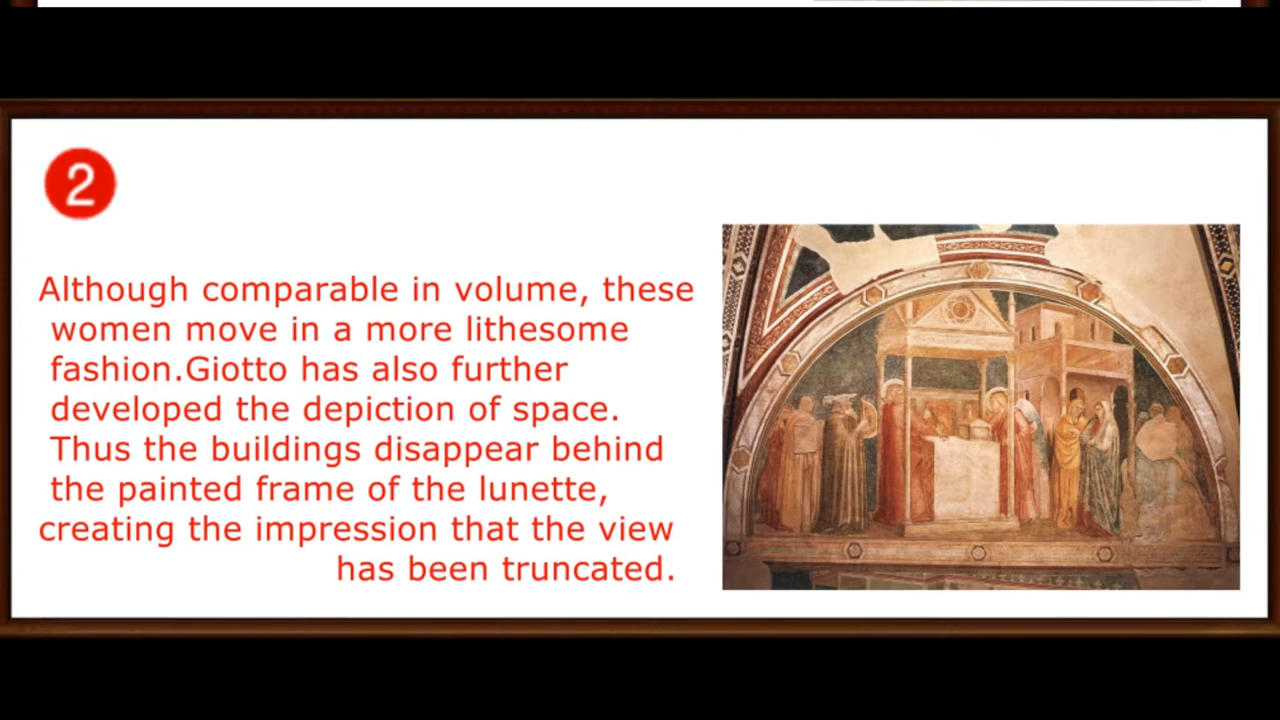 2
Although comparable in volume, these
women move in a more lithesome
fashion.Giotto has also further
developed the depiction of space.
Thus the buildings disappear behind
the painted frame of the lunette,
creating the impression that the view
has been truncated.